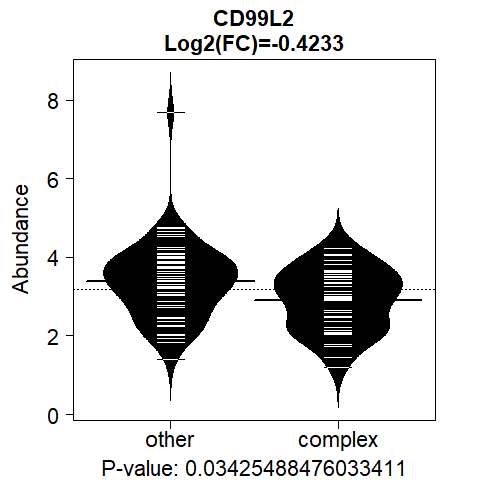 CD99L2
Log2(FC)=-0.4233
Abundance
8
6
4
2
0
other complex
P-value: 0.03425488476033411